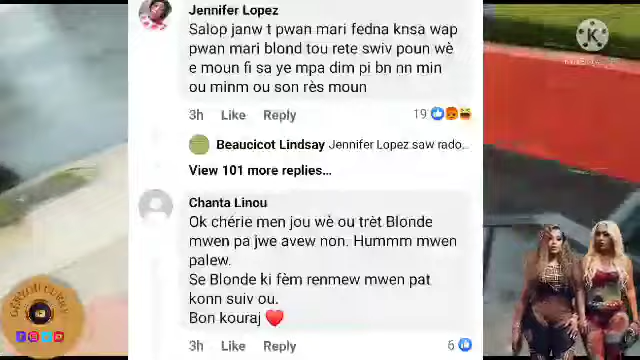 Jennifer Lopez
Salop janw t pwan mari fedna knsa wap
pwan mari blond tou rete swiv poun wè
e moun fi sa ye mpa dim pi bn nn min
ou minm ou son rès moun
3h Like Reply 19
Beaucicot Lindsay Jennifer Lopez saw rado...
View 101 more replies...
Chanta Linou
Ok chérie men jou wè ou trèt Blonde
mwen pa jwe avew non. Hummm mwen
palew.
Se Blonde ki fèm renmew mwen pat
konn suiv ou.
Bon kouraj ❤️
3h Like Reply 6
K